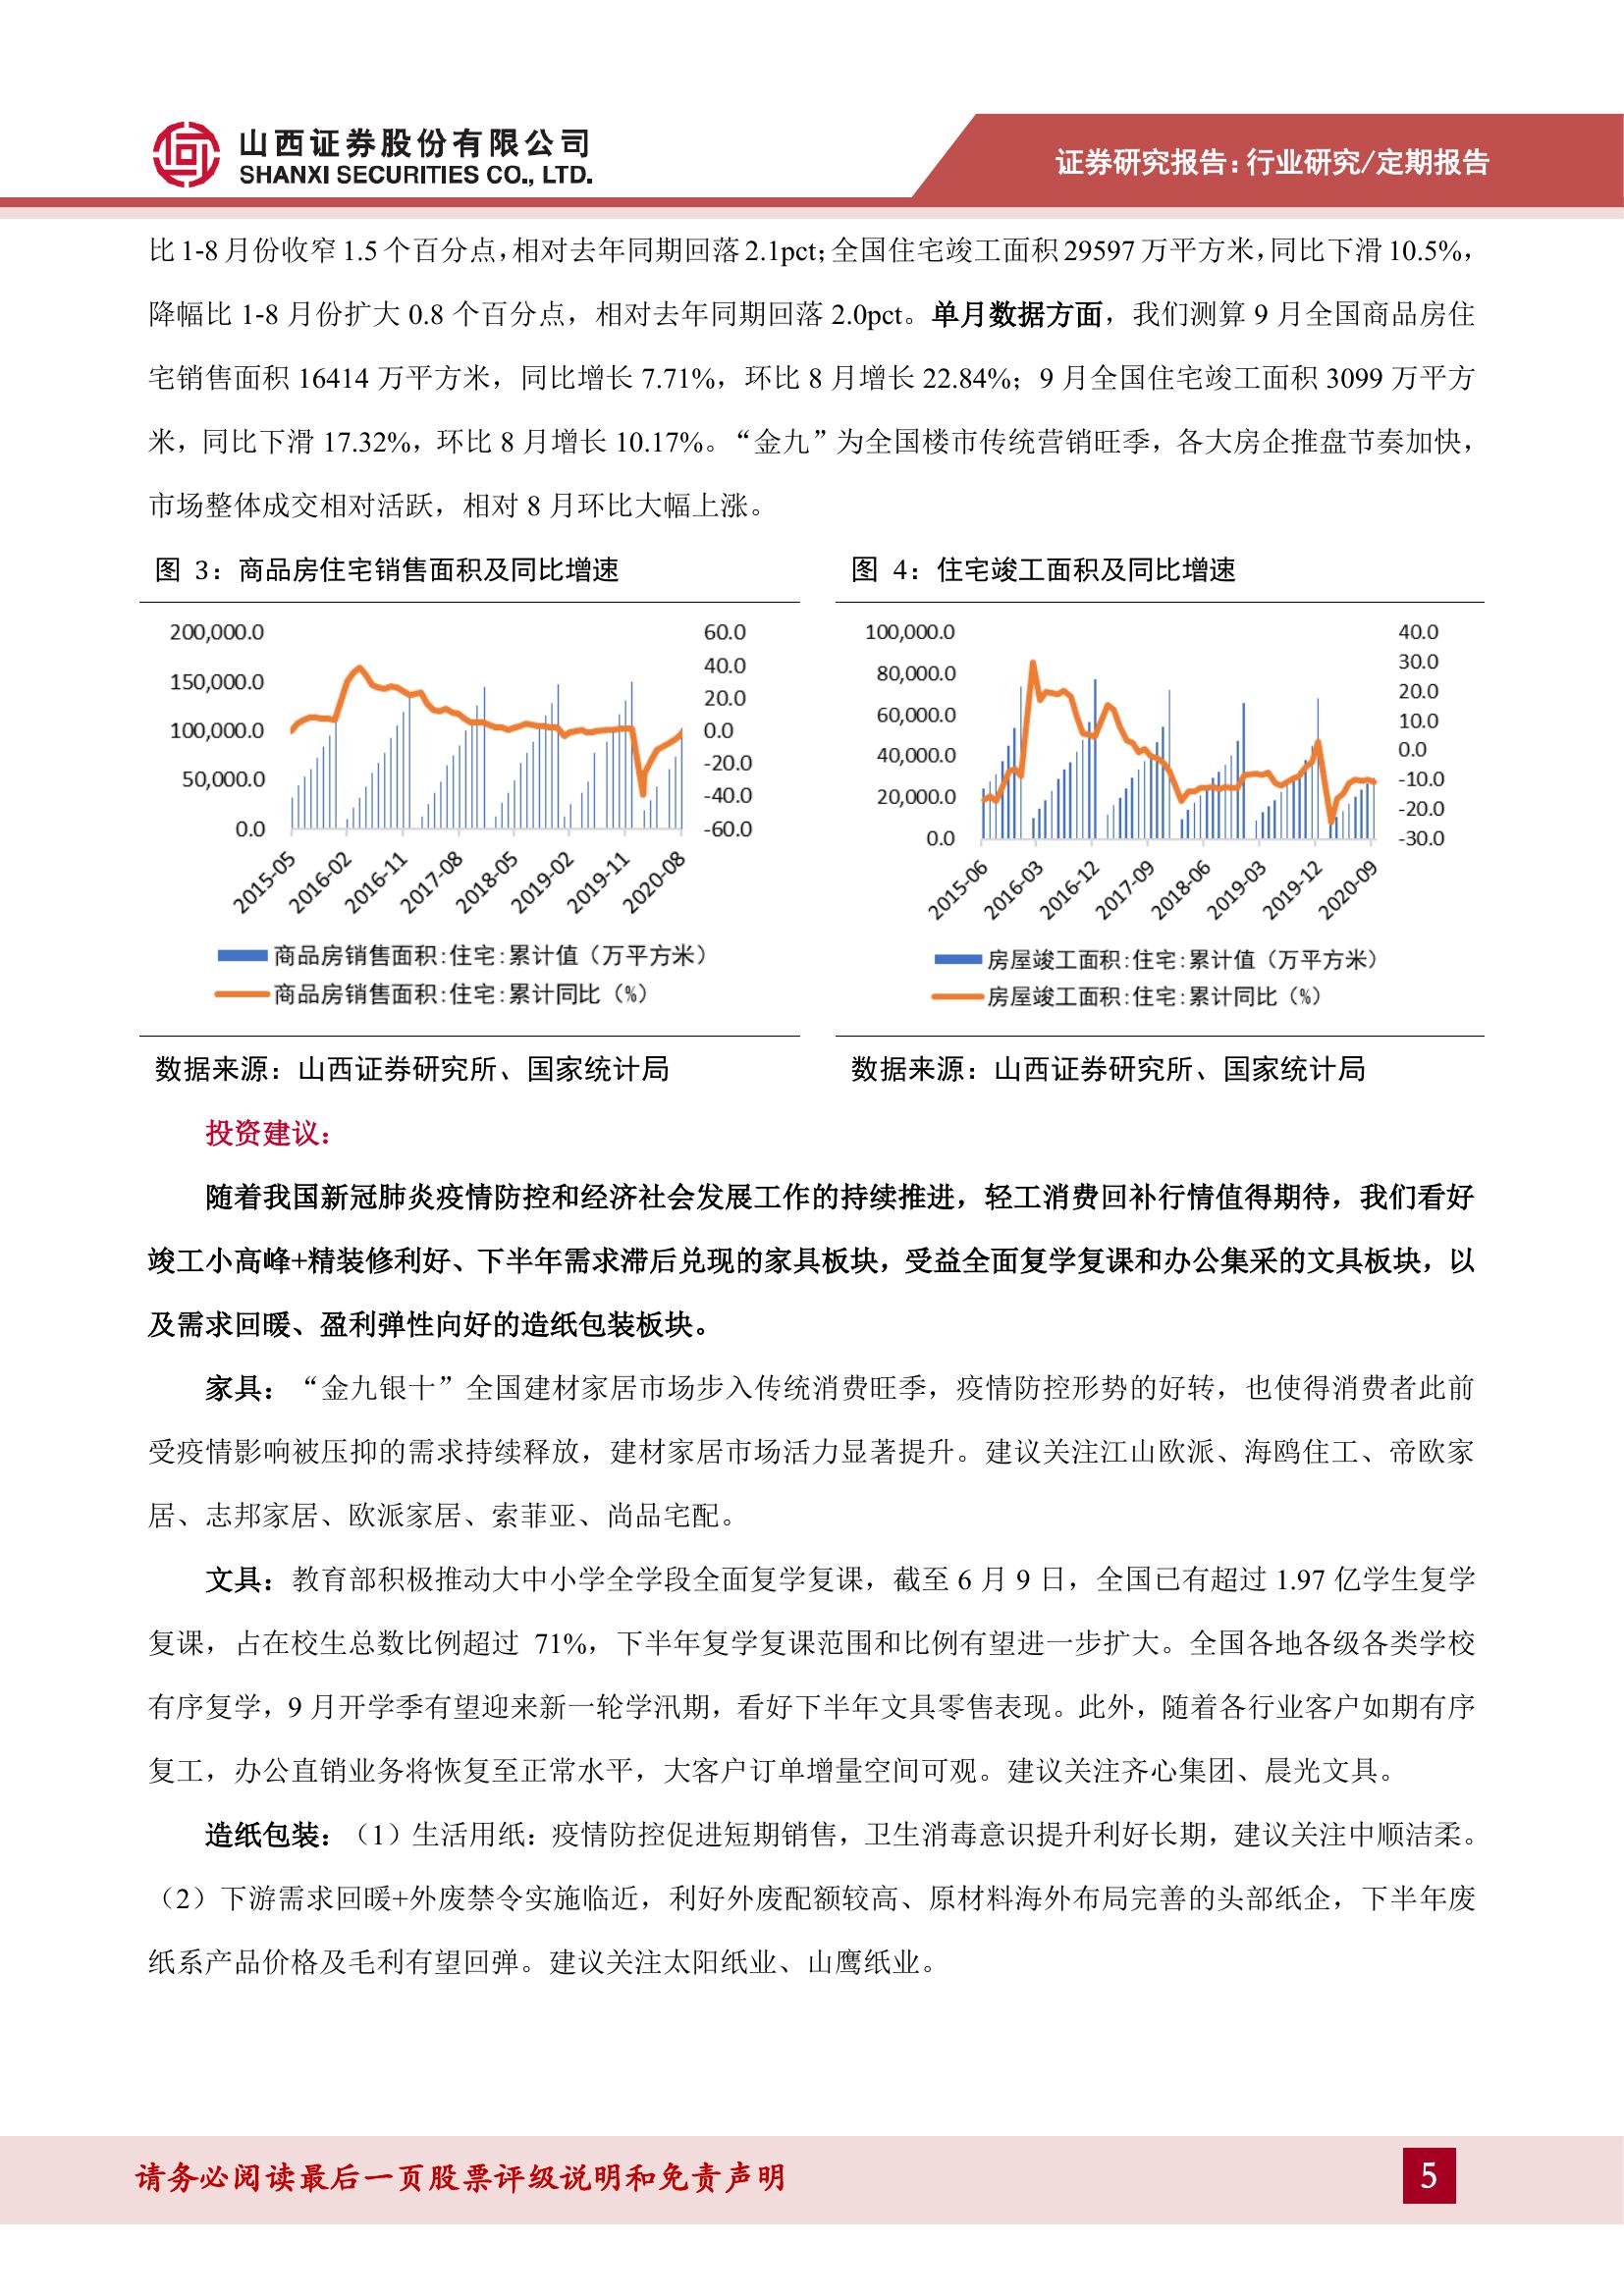 山西证券股份有限公司
SHANXI SECURITIES CO., LTD.
证券研究报告:行业研究/定期报告
比 1-8 月份收窄 1.5 个百分点,相对去年同期回落 2.1pct;全国住宅竣工面积 29597 万平方米,同比下滑 10.5%,
降幅比 1-8 月份扩大 0.8 个百分点，相对去年同期回落 2.0pct。单月数据方面，我们测算 9 月全国商品房住
宅销售面积 16414 万平方米，同比增长 7.71%，环比 8 月增长 22.84%；9 月全国住宅竣工面积 3099 万平方
米，同比下滑 17.32%，环比 8 月增长 10.17%。“金九”为全国楼市传统营销旺季，各大房企推盘节奏加快，
市场整体成交相对活跃，相对 8 月环比大幅上涨。
图 3：商品房住宅销售面积及同比增速
200,000.0
150,000.0
100,000.0
50,000.0
0.0
60.0
40.0
20.0
0.0
-20.0
-40.0
-60.0
2015-05
2016-02
2016-11
2017-08
2018-05
2019-02
2019-11
2020-08
商品房销售面积:住宅:累计值（万平方米）
商品房销售面积:住宅:累计同比（%）
数据来源：山西证券研究所、国家统计局
图 4：住宅竣工面积及同比增速
100,000.0
80,000.0
60,000.0
40,000.0
20,000.0
0.0
40.0
30.0
20.0
10.0
0.0
-10.0
-20.0
-30.0
2015-06
2016-03
2016-12
2017-09
2018-06
2019-03
2019-12
2020-09
房屋竣工面积:住宅:累计值（万平方米）
房屋竣工面积:住宅:累计同比（%）
数据来源：山西证券研究所、国家统计局
投资建议：
随着我国新冠肺炎疫情防控和经济社会发展工作的持续推进，轻工消费回补行情值得期待，我们看好
竣工小高峰+精装修利好、下半年需求滞后兑现的家具板块，受益全面复学复课和办公集采的文具板块，以
及需求回暖、盈利弹性向好的造纸包装板块。
家具：“金九银十”全国建材家居市场步入传统消费旺季，疫情防控形势的好转，也使得消费者此前
受疫情影响被压抑的需求持续释放，建材家居市场活力显著提升。建议关注江山欧派、海鸥住工、帝欧家
居、志邦家居、欧派家居、索菲亚、尚品宅配。
文具：教育部积极推动大中小学全学段全面复学复课，截至 6 月 9 日，全国已有超过 1.97 亿学生复学
复课，占在校生总数比例超过 71%，下半年复学复课范围和比例有望进一步扩大。全国各地各级各类学校
有序复学，9 月开学季有望迎来新一轮学汛期，看好下半年文具零售表现。此外，随着各行业客户如期有序
复工，办公直销业务将恢复至正常水平，大客户订单增量空间可观。建议关注齐心集团、晨光文具。
造纸包装：（1）生活用纸：疫情防控促进短期销售，卫生消毒意识提升利好长期，建议关注中顺洁柔。
（2）下游需求回暖+外废禁令实施临近，利好外废配额较高、原材料海外布局完善的头部纸企，下半年废
纸系产品价格及毛利有望回弹。建议关注太阳纸业、山鹰纸业。
请务必阅读最后一页股票评级说明和免责声明
5